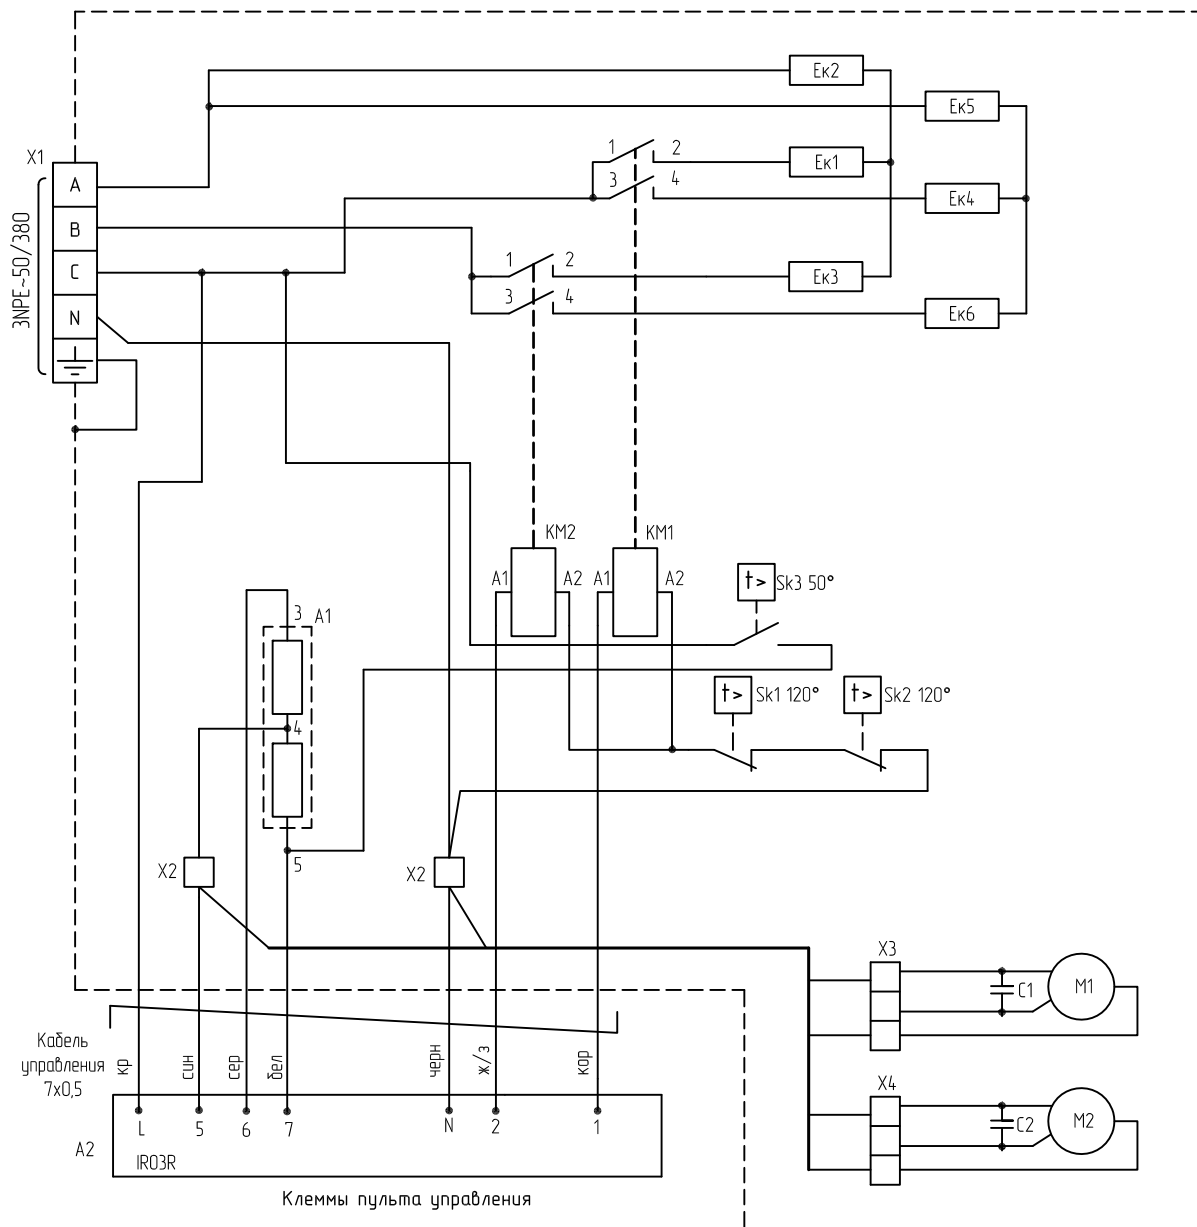 Ек2
Ек5
X1
1
2
Ек1
A
3
4
Ек4
3NPE~50/380
B
1
2
C
Ек3
3
4
N
Ек6
KM2
KM1
A1
A2
A1
A2
t>
Sk3 50°
3
A1
t>
Sk1 120°
t>
Sk2 120°
4
5
X2
X2
X3
C1
M1
Кабель
управления
7x0,5
кр
син
сер
бел
черн
ж/з
кор
X4
C2
M2
L
5
6
7
N
2
1
A2
IR03R
Клеммы пульта управления